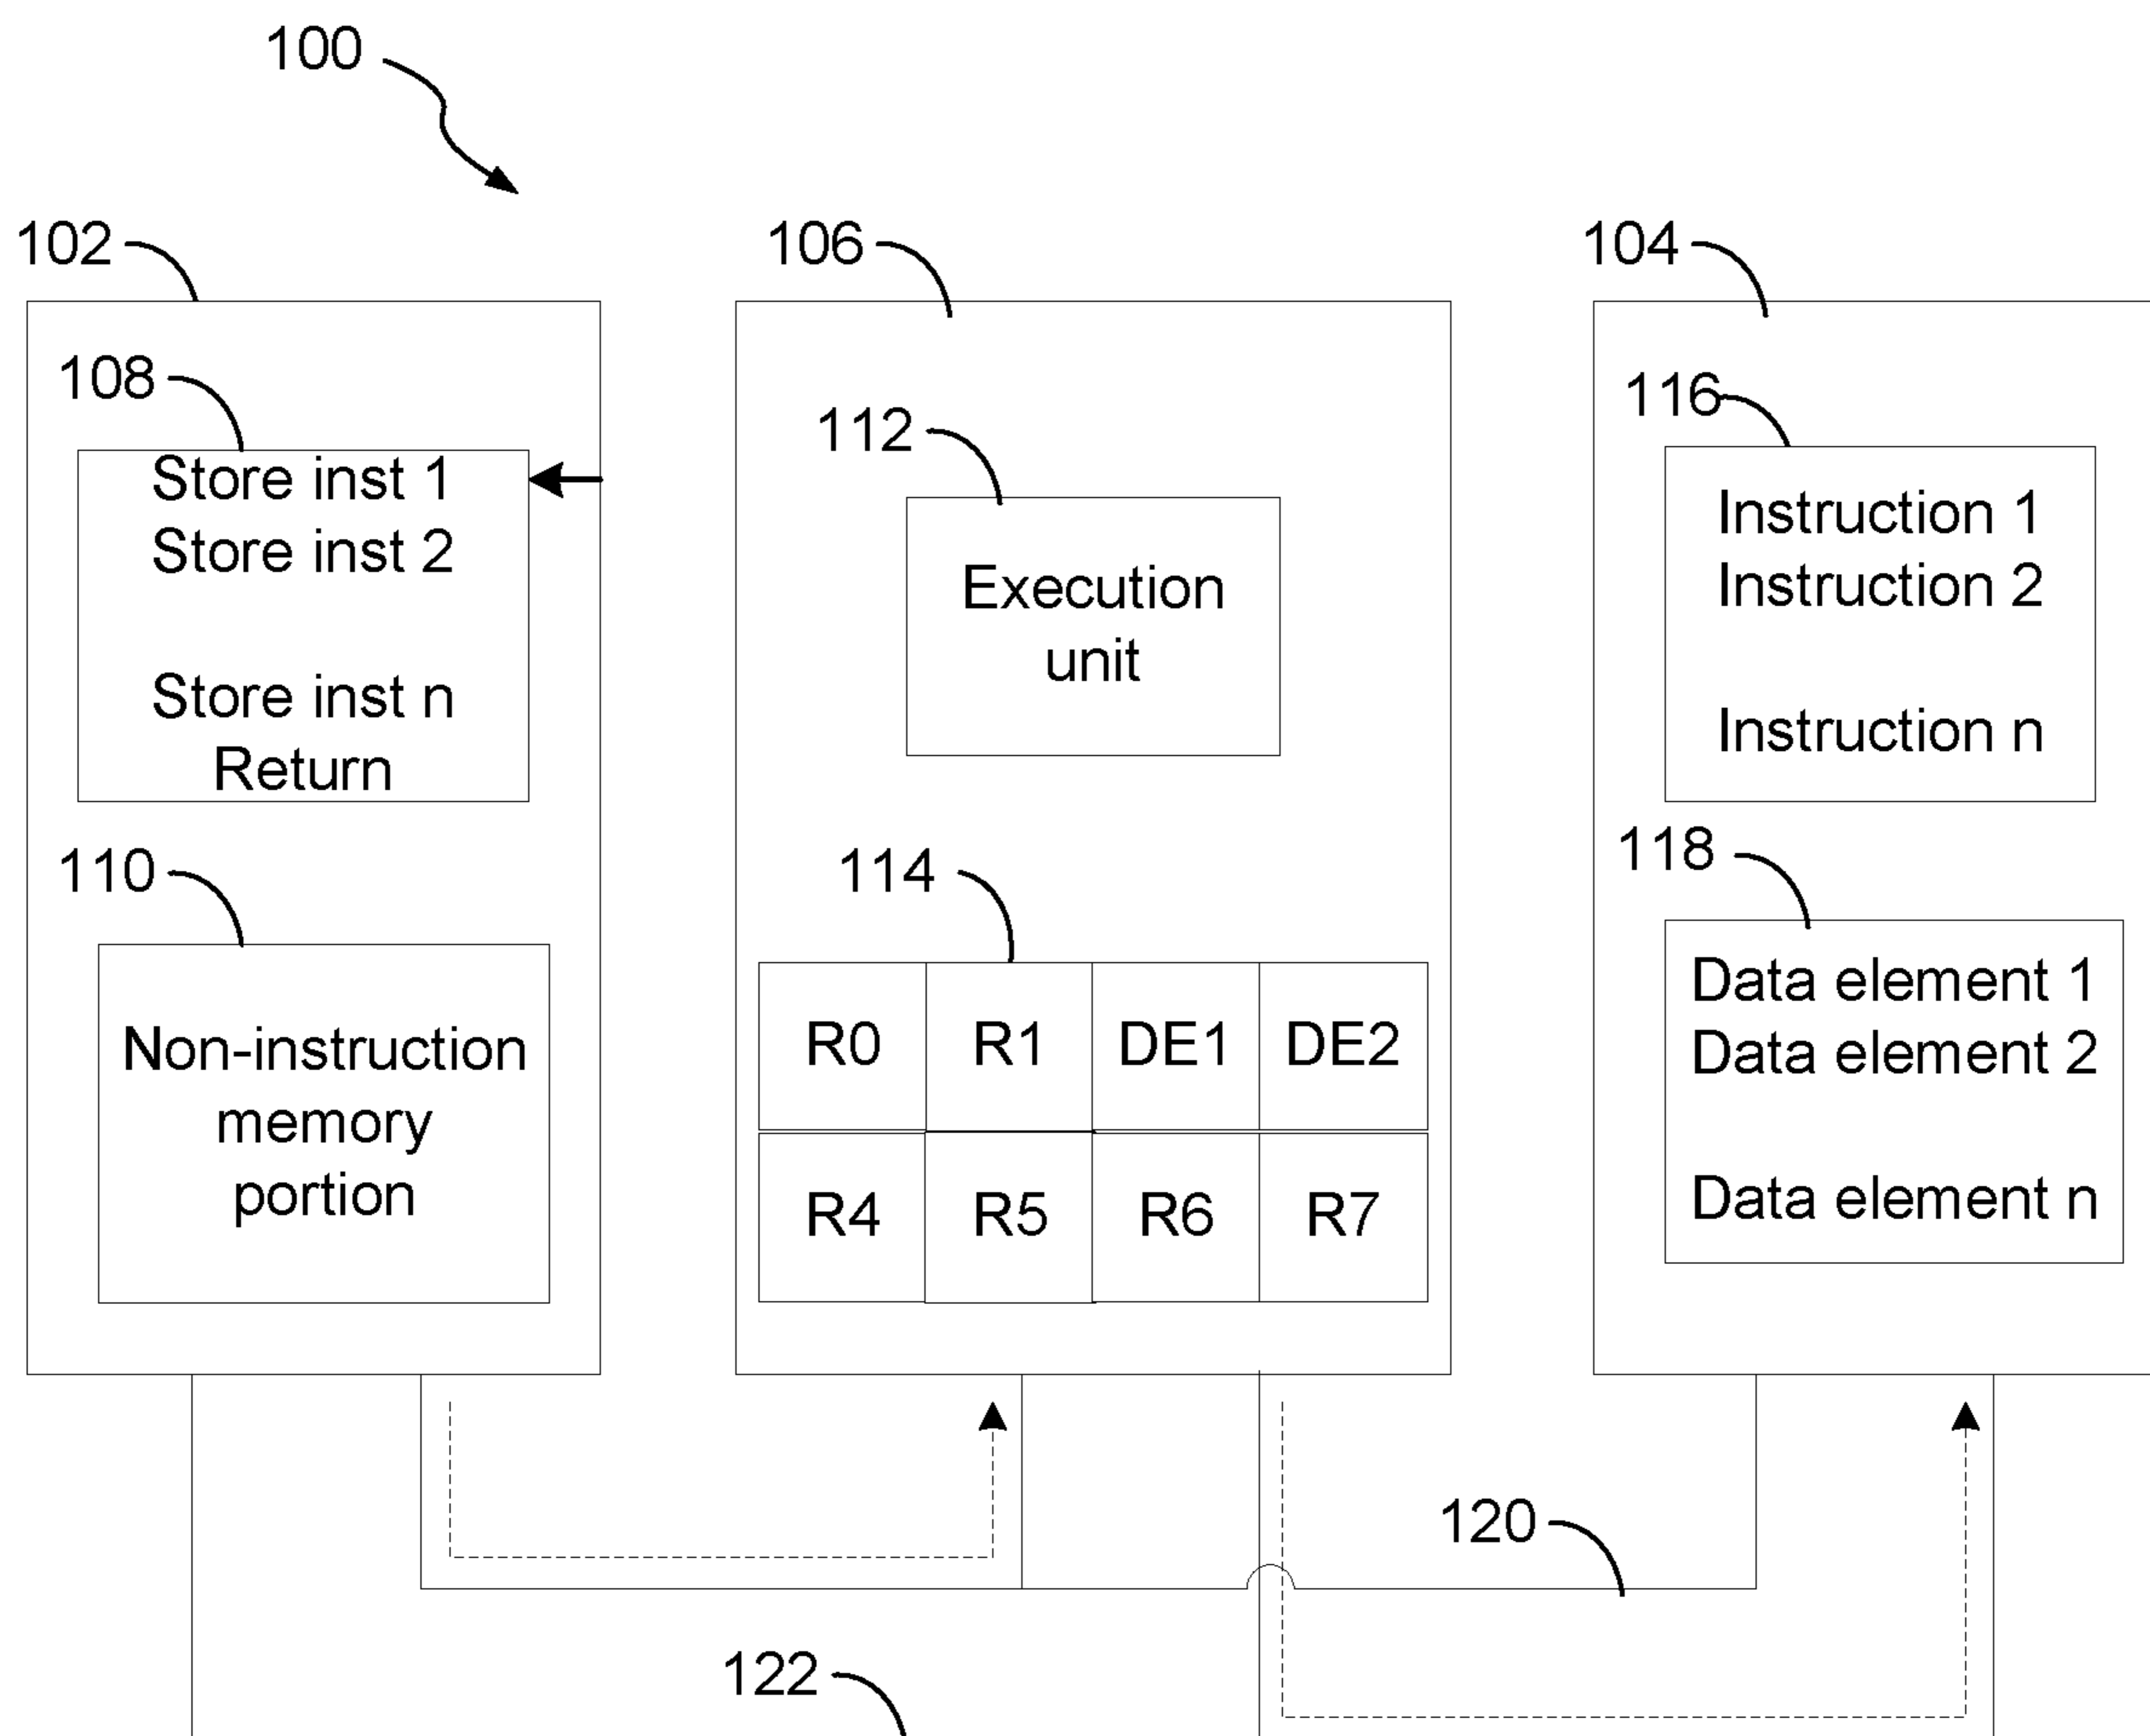 100
102
106
104
108
Store inst 1
Store inst 2
Store inst n
Return
110
Non-instruction
memory
portion
112
Execution
unit
114
R0 R1 DE1 DE2
R4 R5 R6 R7
116
Instruction 1
Instruction 2
Instruction n
118
Data element 1
Data element 2
Data element n
120
122